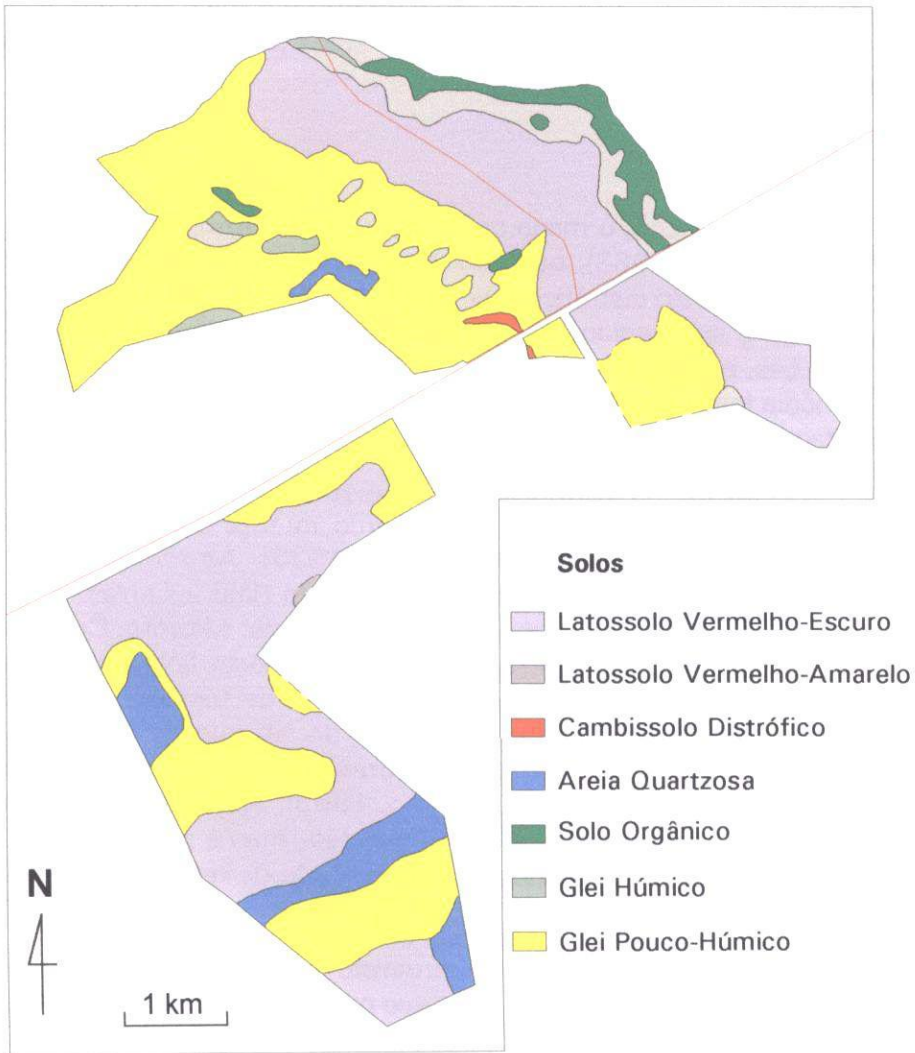 Solos
Latossolo Vermelho-Escuro
Latossolo Vermelho-Amarelo
Cambissolo Distrófico
Areia Quartzosa
Solo Orgânico
Glei Húmico
Glei Pouco-Húmico
N
1 km